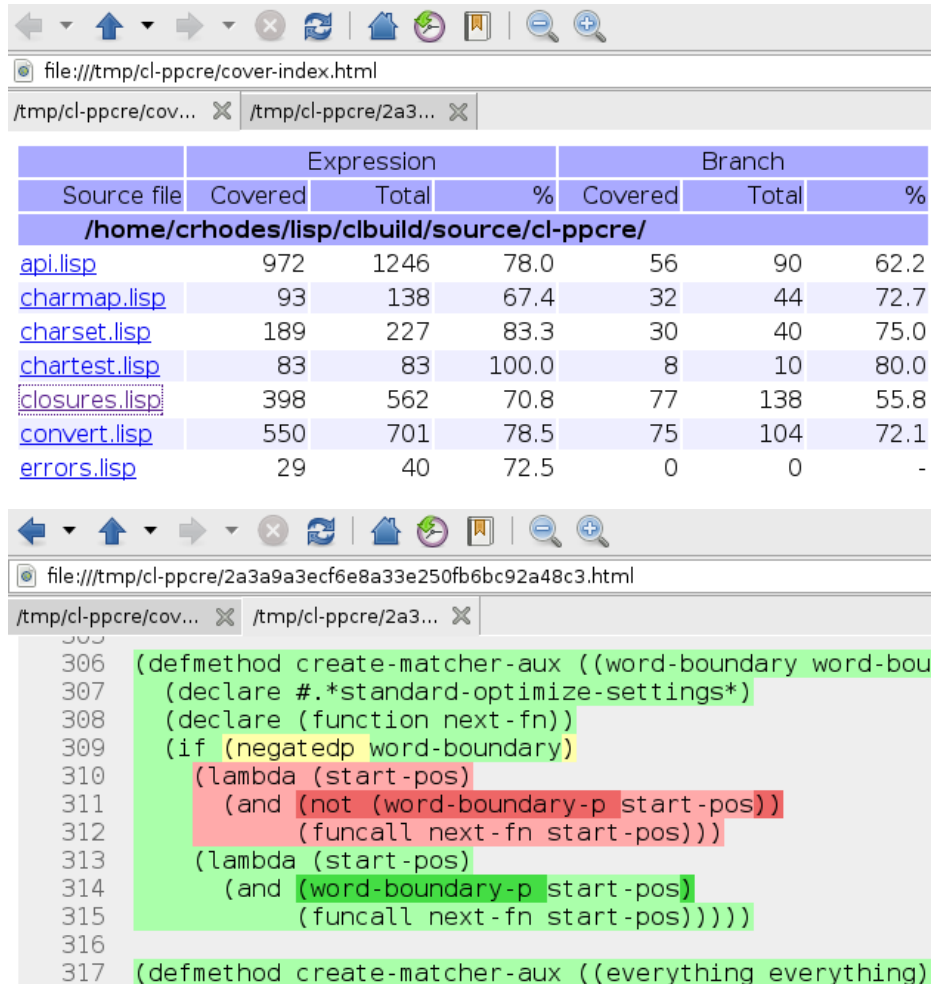 file:///tmp/cl-ppcre/cover-index.html
/tmp/cl-ppcre/cov... /tmp/cl-ppcre/2a3...
Expression Branch
Source file Covered Total % Covered Total %
/home/crhodes/lisp/clbuild/source/cl-ppcre/
api.lisp 972 1246 78.0 56 90 62.2
charmap.lisp 93 138 67.4 32 44 72.7
charset.lisp 189 227 83.3 30 40 75.0
chartest.lisp 83 83 100.0 8 10 80.0
closures.lisp 398 562 70.8 77 138 55.8
convert.lisp 550 701 78.5 75 104 72.1
errors.lisp 29 40 72.5 0 0 -
file:///tmp/cl-ppcre/2a3a9a3ecf6e8a33e250fb6bc92a48c3.html
/tmp/cl-ppcre/cov... /tmp/cl-ppcre/2a3...
305
306 (defmethod create-matcher-aux ((word-boundary word-bou
307 (declare #.*standard-optimize-settings*)
308 (declare (function next-fn))
309 (if (negatedp word-boundary)
310 (lambda (start-pos)
311 (and (not (word-boundary-p start-pos))
312 (funcall next-fn start-pos)))
313 (lambda (start-pos)
314 (and (word-boundary-p start-pos)
315 (funcall next-fn start-pos)))))
316
317 (defmethod create-matcher-aux ((everything everything)